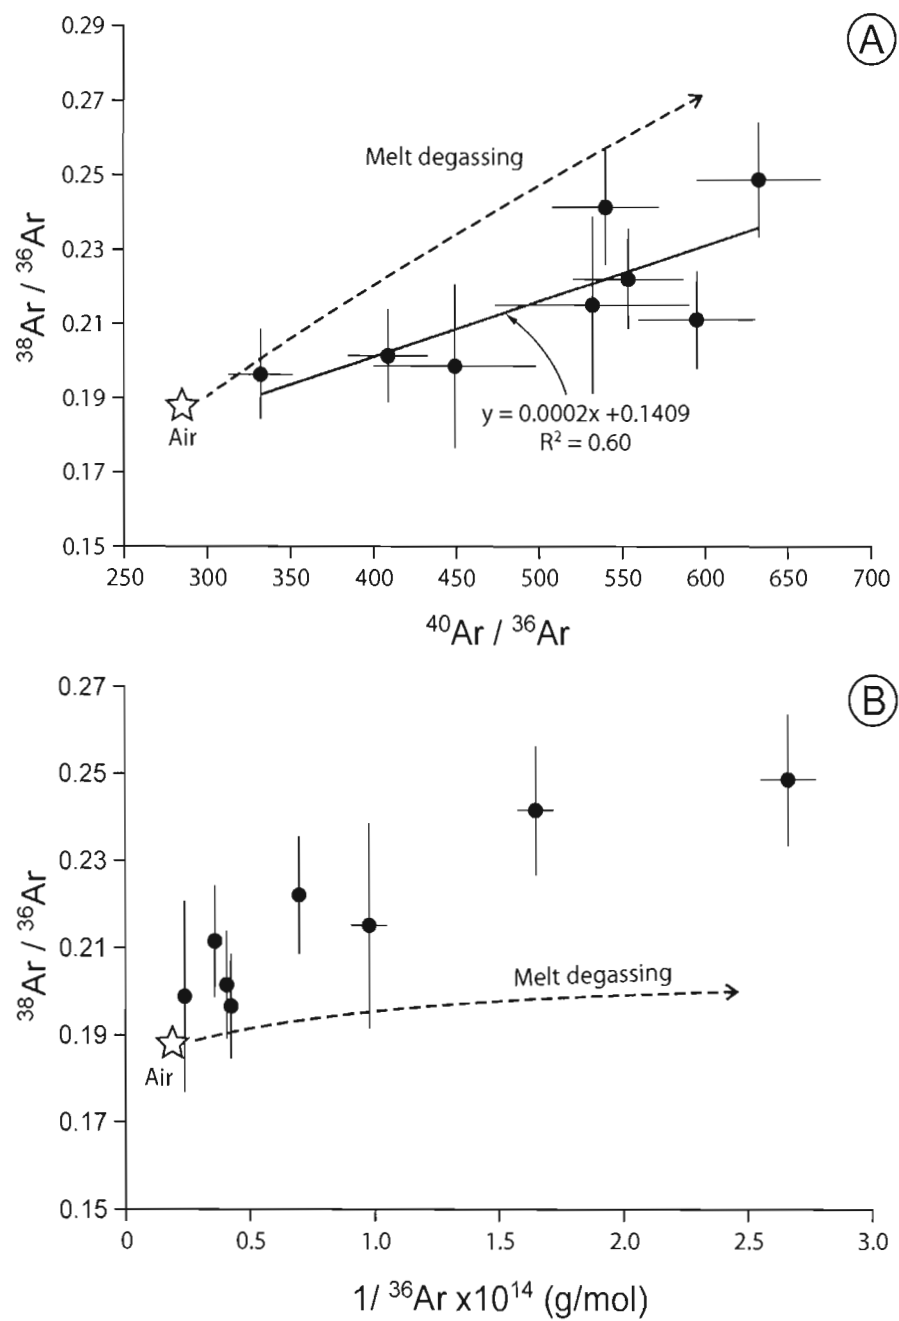 A
0.29
0.27
0.25
0.23
0.21
0.19
0.17
0.15
38Ar / 36Ar
Melt degassing
Air
y = 0.0002x +0.1409
R² = 0.60
250 300 350 400 450 500 550 600 650 700
40Ar / 36Ar
B
0.27
0.25
0.23
0.21
0.19
0.17
0.15
38Ar / 36Ar
Melt degassing
Air
0 0.5 1.0 1.5 2.0 2.5 3.0
1/ 36Ar x10¹⁴ (g/mol)